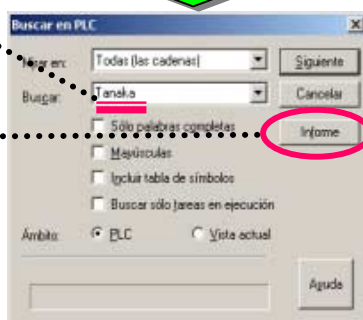 Buscar en PLC
Mirar en: Todas (las cadenas) Siguiente
Buscar: Tanaka Cancelar
Sólo palabras completas Informe
Mayúsculas
Incluir tabla de símbolos
Buscar sólo tareas en ejecución
Ámbito: PLC Vista actual
Ayuda